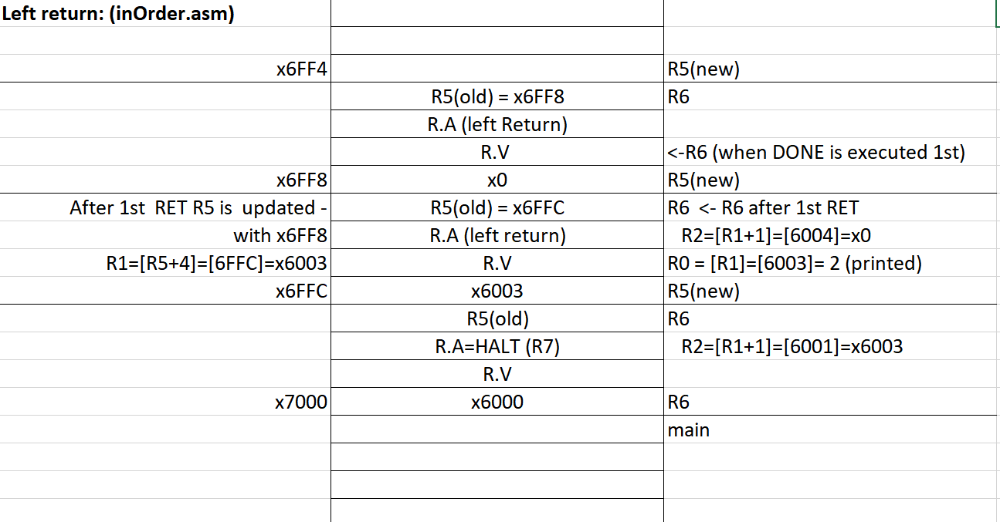 Left return: (inOrder.asm)
x6FF4 R5(new)
R5(old) = x6FF8 R6
R.A (left Return)
R.V <-R6 (when DONE is executed 1st)
x6FF8 x0 R5(new)
After 1st RET R5 is updated - R5(old) = x6FFC R6 <- R6 after 1st RET
with x6FF8 R.A (left return) R2=[R1+1]=[6004]=x0
R1=[R5+4]=[6FFC]=x6003 R.V R0 = [R1]=[6003]= 2 (printed)
x6FFC x6003 R5(new)
R5(old) R6
R.A=HALT (R7) R2=[R1+1]=[6001]=x6003
R.V
x7000 x6000 R6
main